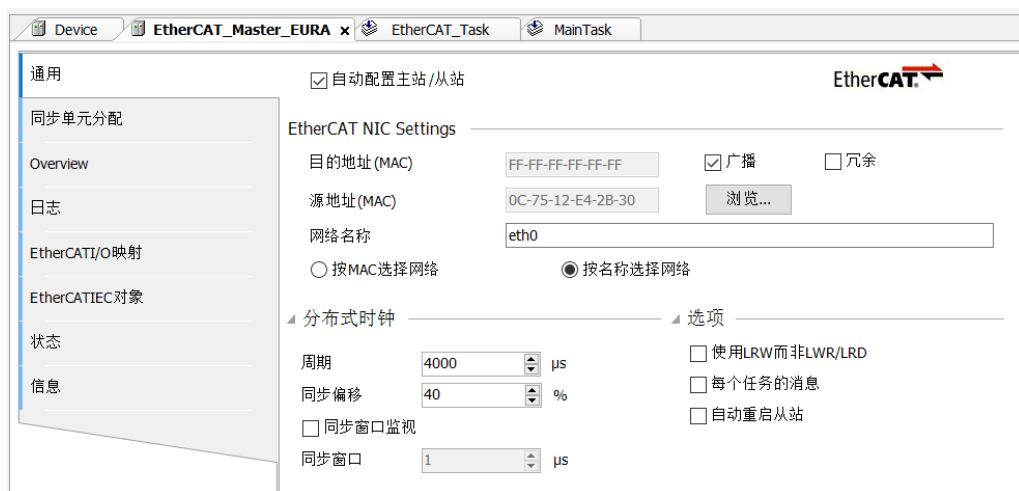 Device EtherCAT_Master_EURA x EtherCAT_Task MainTask
通用
同步单元分配
Overview
日志
EtherCATI/O映射
EtherCATIEC对象
状态
信息
自动配置主站/从站
EtherCAT.
EtherCAT NIC Settings
目的地址(MAC) FF-FF-FF-FF-FF-FF 广播 冗余
源地址(MAC) 0C-75-12-E4-2B-30 浏览...
网络名称 eth0
按MAC选择网络 按名称选择网络
分布式时钟
周期 4000 µs
同步偏移 40 %
同步窗口监视
同步窗口 1 µs
选项
使用LRW而非LWR/LRD
每个任务的消息
自动重启从站